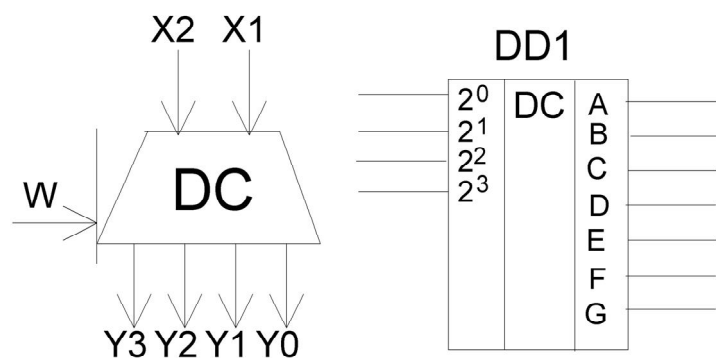 X2 X1
W
DC
Y3 Y2 Y1 Y0
DD1
2⁰ DC A
2¹ B
2² C
2³ D
E
F
G